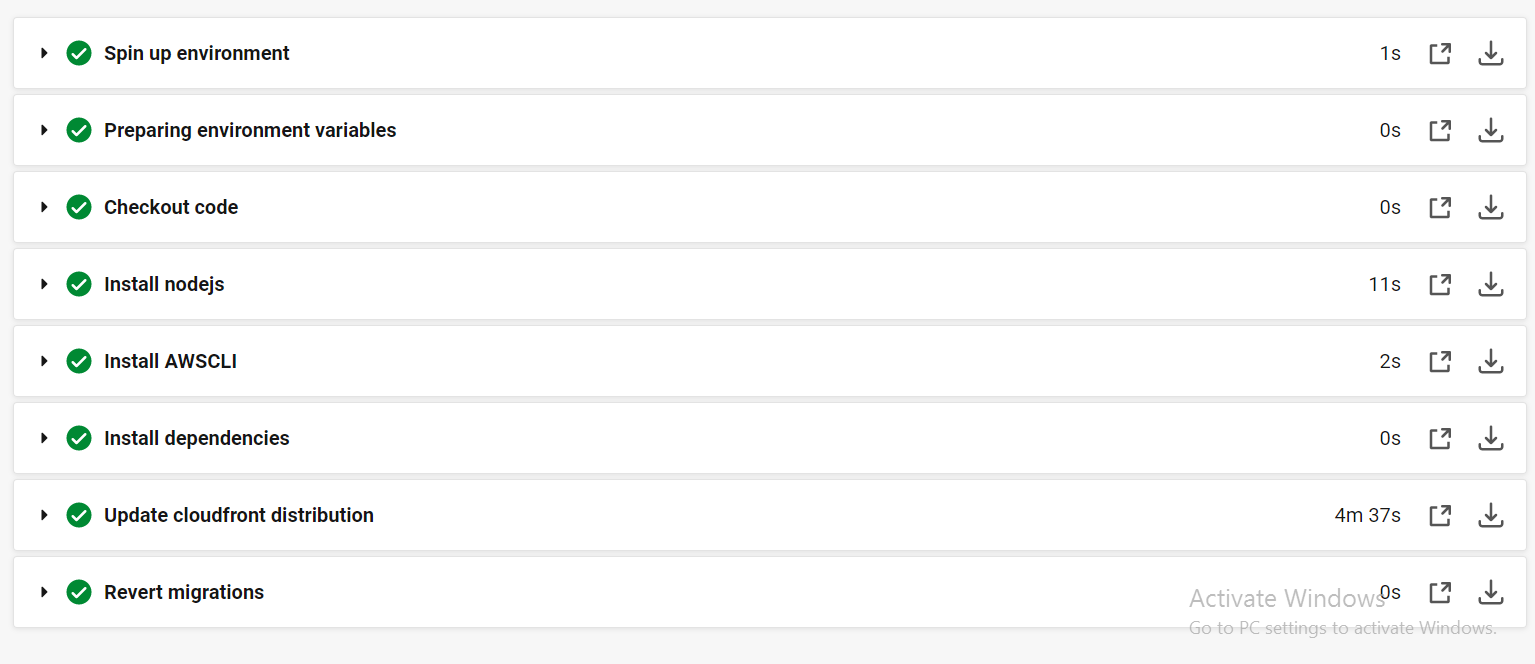 Spin up environment 1s
Preparing environment variables 0s
Checkout code 0s
Install nodejs 11s
Install AWSCLI 2s
Install dependencies 0s
Update cloudfront distribution 4m 37s
Revert migrations 0s
Activate Windows
Go to PC settings to activate Windows.